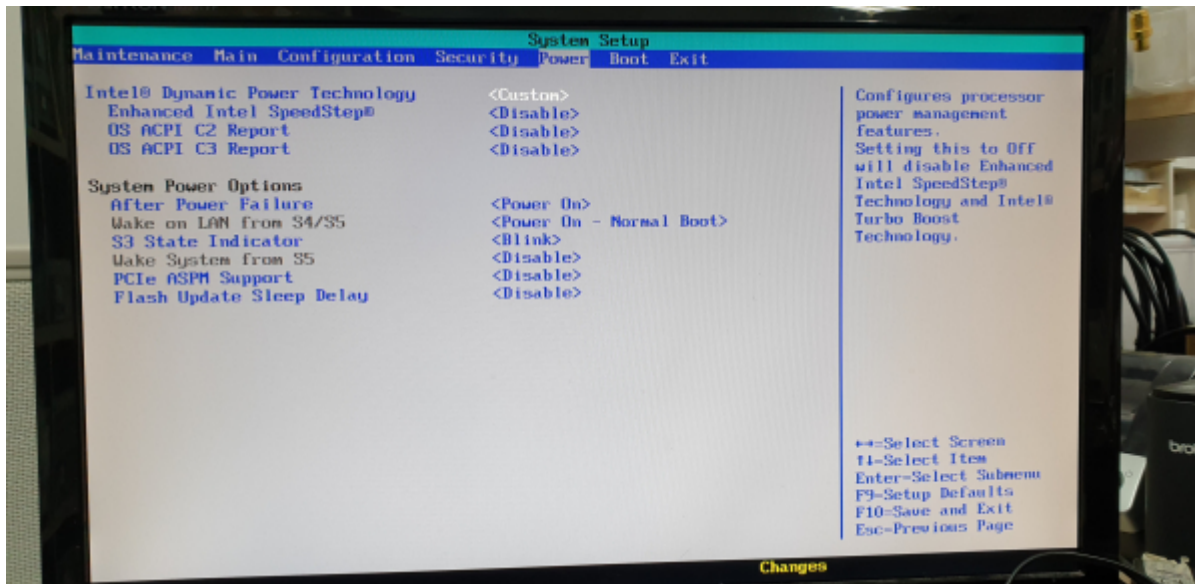 System Setup
Maintenance Main Configuration Security Power Boot Exit
Intel® Dynamic Power Technology <Custom>
Enhanced Intel SpeedStep® <Disable>
OS ACPI C2 Report <Disable>
OS ACPI C3 Report <Disable>
System Power Options
After Power Failure <Power On>
Wake on LAN from S4/S5 <Power On - Normal Boot>
S3 State Indicator <Blink>
Wake System from S5 <Disable>
PCIe ASPM Support <Disable>
Flash Update Sleep Delay <Disable>
Configures processor
power management
features.
Setting this to Off
will disable Enhanced
Intel SpeedStep®
Technology and Intel®
Turbo Boost
Technology.
↔=Select Screen
↑↓=Select Item
Enter=Select Submenu
F9=Setup Defaults
F10=Save and Exit
Esc=Previous Page
Changes